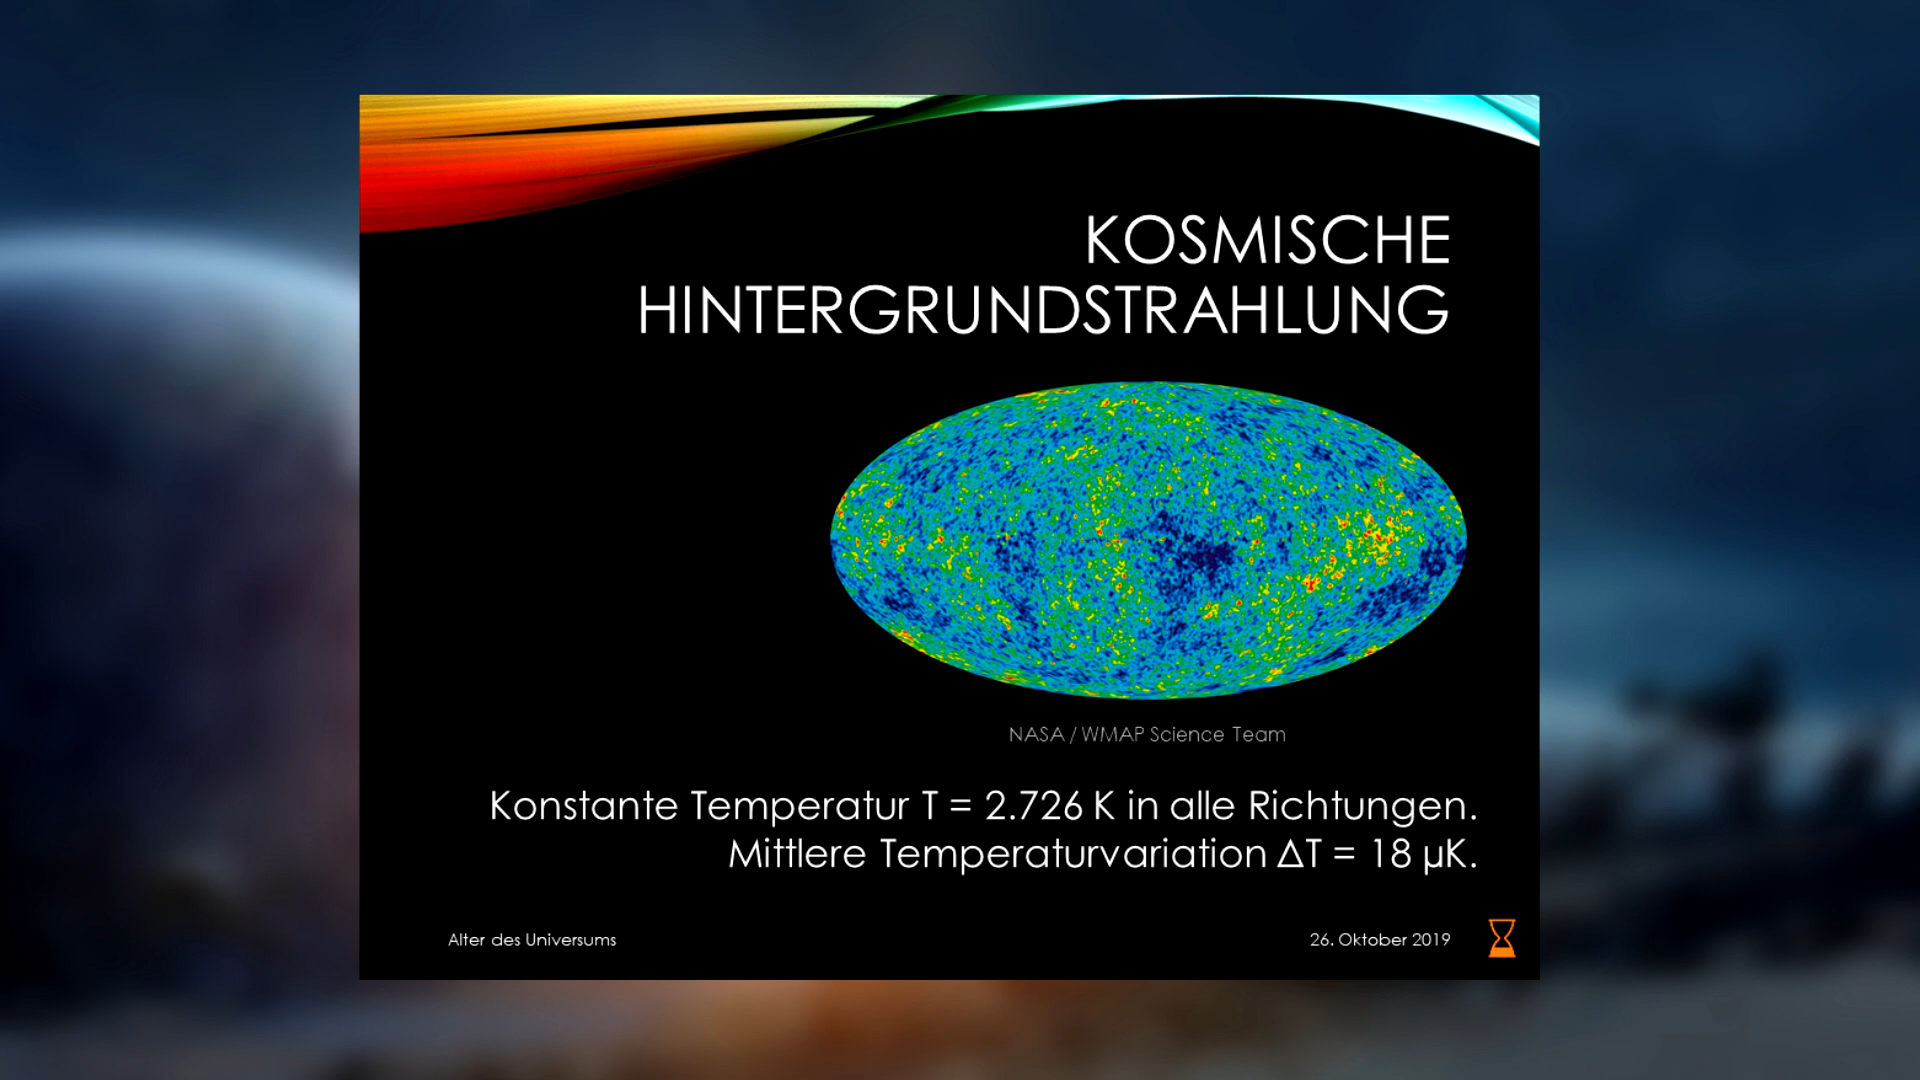 KOSMISCHE
HINTERGRUNDSTRAHLUNG
NASA / WMAP Science Team
Konstante Temperatur T = 2.726 K in alle Richtungen.
Mittlere Temperaturvariation ΔT = 18 µK.
Alter des Universums
26. Oktober 2019